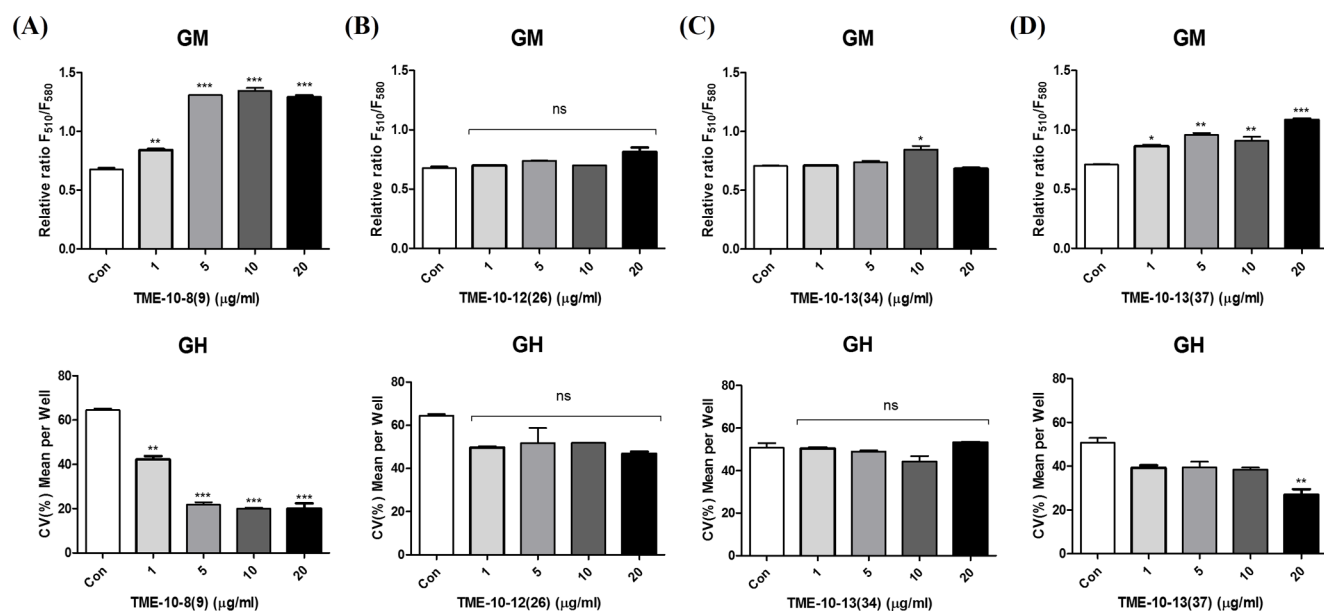 (A)
GM
Relative ratio F510/F580
1.5
1.0
0.5
0.0
**
***
***
***
Con
1
5
10
20
TME-10-8(9) (μg/ml)
(B)
GM
Relative ratio F510/F580
1.5
1.0
0.5
0.0
ns
Con
1
5
10
20
TME-10-12(26) (μg/ml)
(C)
GM
Relative ratio F510/F580
1.5
1.0
0.5
0.0
*
Con
1
5
10
20
TME-10-13(34) (μg/ml)
(D)
GM
Relative ratio F510/F580
1.5
1.0
0.5
0.0
*
**
**
***
Con
1
5
10
20
TME-10-13(37) (μg/ml)
GH
CV(%) Mean per Well
80
60
40
20
0
**
***
***
***
Con
1
5
10
20
TME-10-8(9) (μg/ml)
GH
CV(%) Mean per Well
80
60
40
20
0
ns
Con
1
5
10
20
TME-10-12(26) (μg/ml)
GH
CV(%) Mean per Well
80
60
40
20
0
ns
Con
1
5
10
20
TME-10-13(34) (μg/ml)
GH
CV(%) Mean per Well
80
60
40
20
0
**
Con
1
5
10
20
TME-10-13(37) (μg/ml)